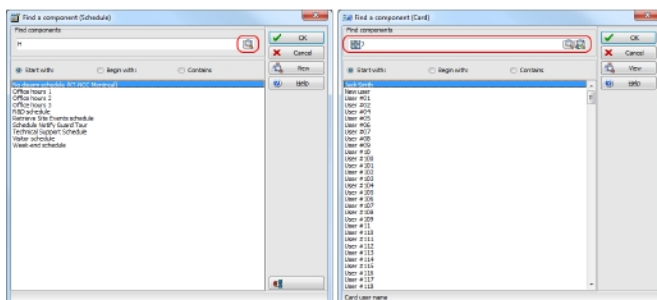 Find a component (Schedule)
Find components
H
Start with:
Begin with:
Contains
Office hours 1
Office hours 2
Office hours 3
R&D schedule
Retrieve Site Events schedule
Schedule Notify Guard Tour
Technical Support Schedule
Visitor schedule
Week-end schedule
OK
Cancel
View
Help
Find a component (Card)
Find components
Start with:
Begin with:
Contains
Jack Smith
New user
User #01
User #02
User #04
User #05
User #06
User #07
User #08
User #09
User #10
User #100
User #101
User #102
User #103
User #104
User #105
User #106
User #107
User #108
User #109
User #11
User #110
User #111
User #112
User #113
User #114
User #115
User #116
User #117
User #118
Card user name
OK
Cancel
View
Help